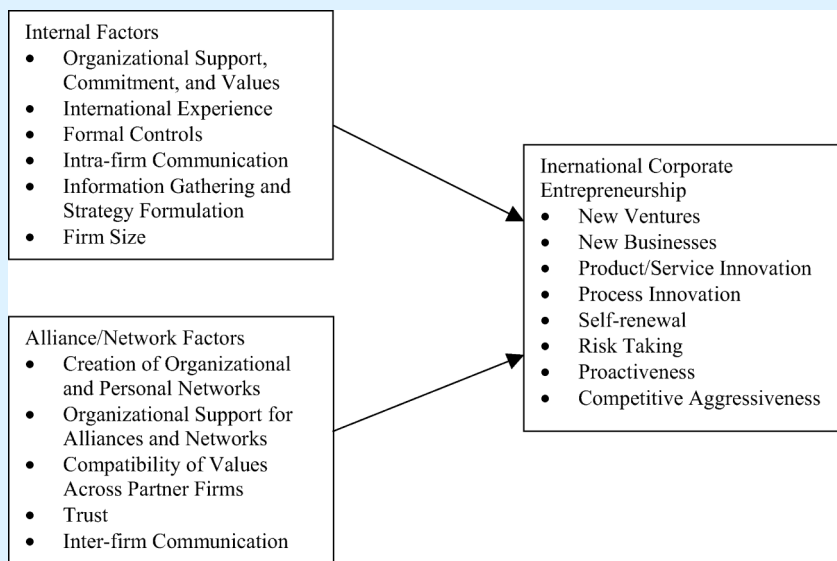 Internal Factors
• Organizational Support,
Commitment, and Values
• International Experience
• Formal Controls
• Intra-firm Communication
• Information Gathering and
Strategy Formulation
• Firm Size
Alliance/Network Factors
• Creation of Organizational
and Personal Networks
• Organizational Support for
Alliances and Networks
• Compatibility of Values
Across Partner Firms
• Trust
• Inter-firm Communication
Inernational Corporate
Entrepreneurship
• New Ventures
• New Businesses
• Product/Service Innovation
• Process Innovation
• Self-renewal
• Risk Taking
• Proactiveness
• Competitive Aggressiveness